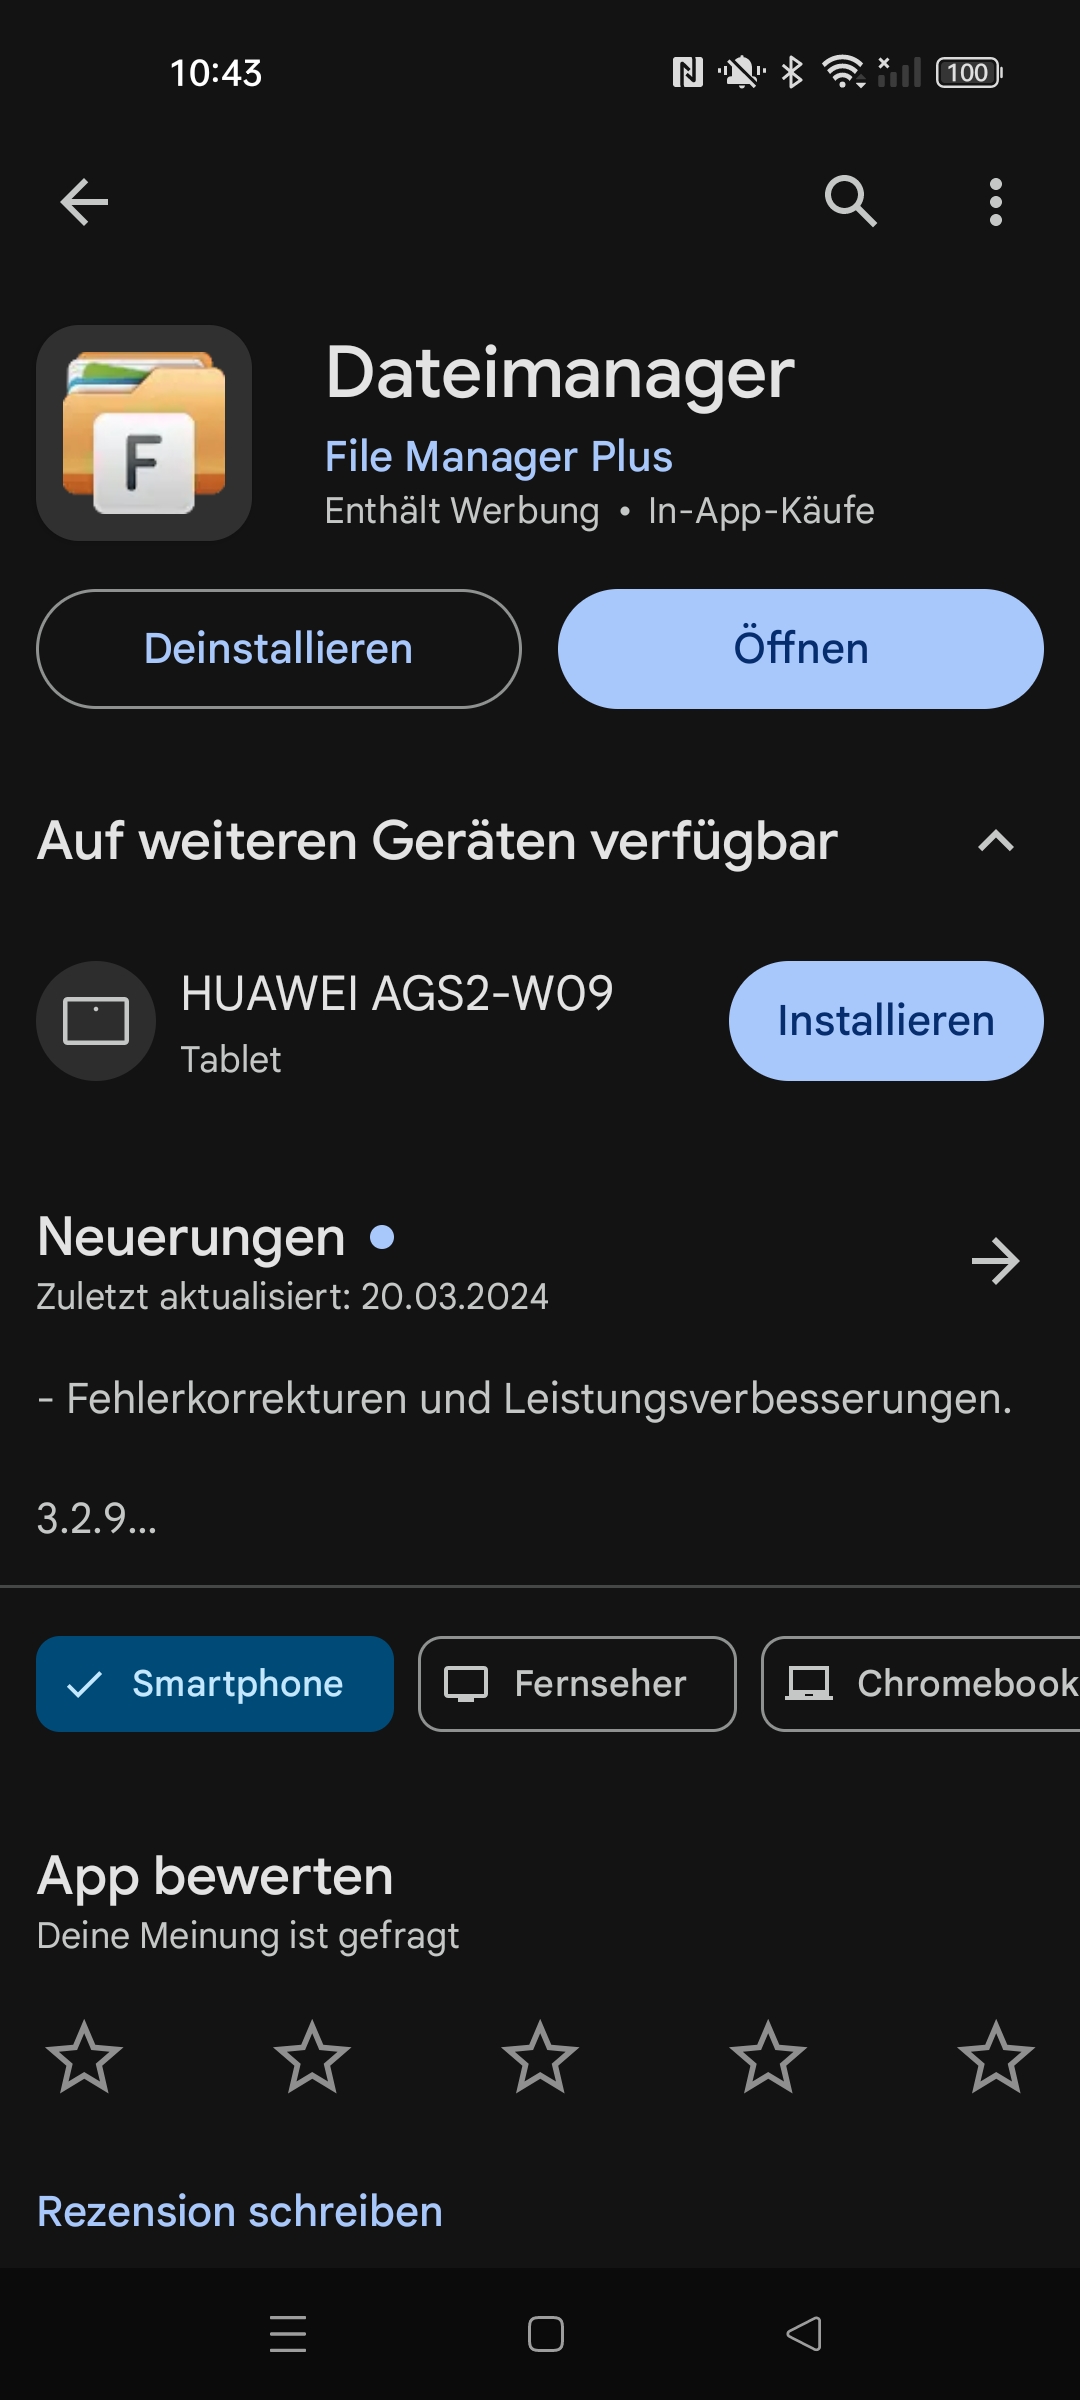 10:43
100
Dateimanager
F
File Manager Plus
Enthält Werbung • In-App-Käufe
Deinstallieren
Öffnen
Auf weiteren Geräten verfügbar
HUAWEI AGS2-W09
Tablet
Installieren
Neuerungen
Zuletzt aktualisiert: 20.03.2024
- Fehlerkorrekturen und Leistungsverbesserungen.
3.2.9...
Smartphone
Fernseher
Chromebook
App bewerten
Deine Meinung ist gefragt
Rezension schreiben